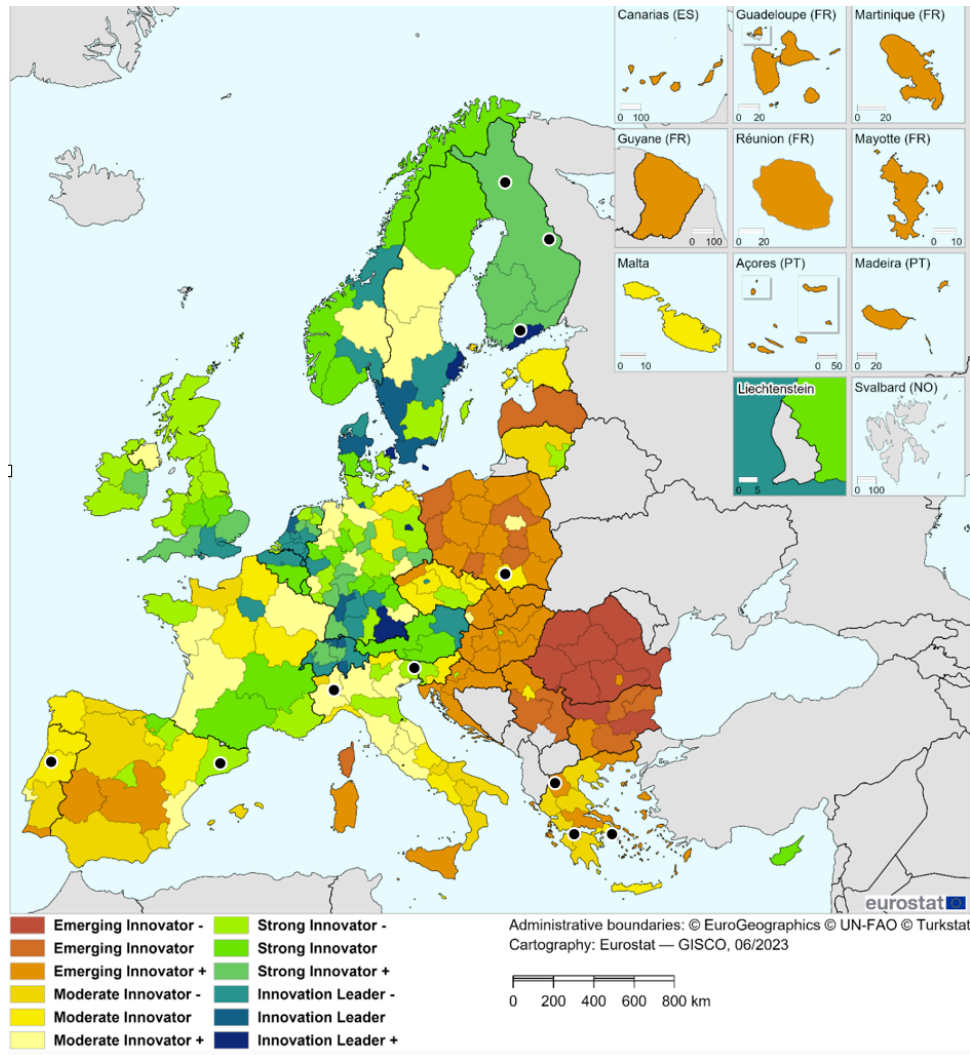 Canarias (ES)
Guadeloupe (FR)
Martinique (FR)
0 100
0 20
0 20
Guyane (FR)
Réunion (FR)
Mayotte (FR)
0 100
0 20
0 10
Malta
Açores (PT)
Madeira (PT)
0 10
0 50
0 20
Liechtenstein
Svalbard (NO)
0 5
0 100
eurostat
Emerging Innovator -
Emerging Innovator
Emerging Innovator +
Moderate Innovator -
Moderate Innovator
Moderate Innovator +
Strong Innovator -
Strong Innovator
Strong Innovator +
Innovation Leader -
Innovation Leader
Innovation Leader +
Administrative boundaries: © EuroGeographics © UN-FAO © Turkstat
Cartography: Eurostat — GISCO, 06/2023
0 200 400 600 800 km